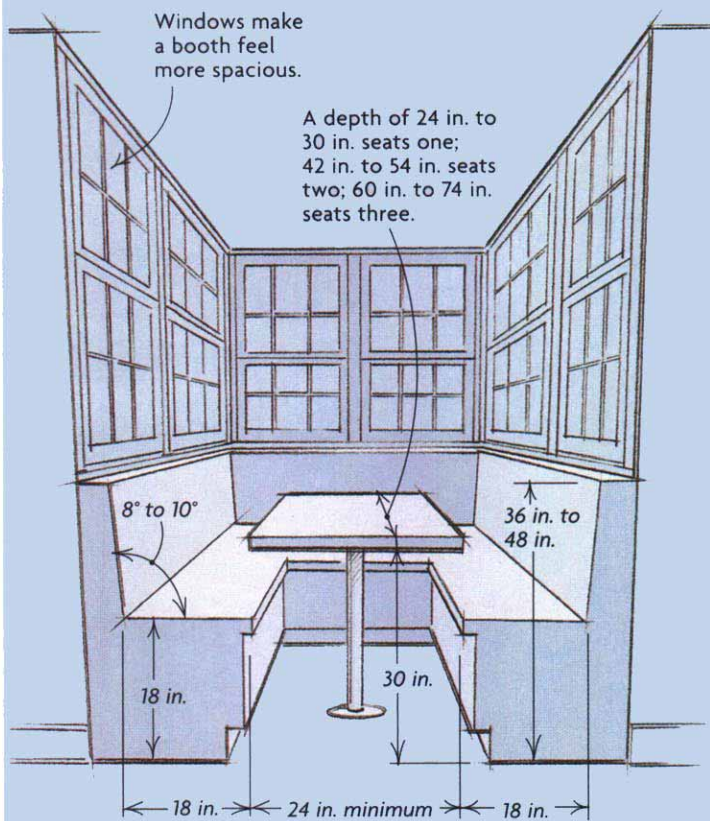 Windows make
a booth feel
more spacious.
A depth of 24 in. to
30 in. seats one;
42 in. to 54 in. seats
two; 60 in. to 74 in.
seats three.
8° to 10°
36 in. to
48 in.
18 in.
30 in.
18 in.
24 in. minimum
18 in.